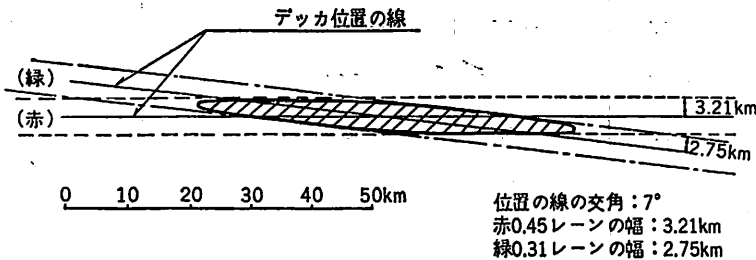 デッカ位置の線
(緑)
(赤)
3.21km
2.75km
0 10 20 30 40 50km
位置の線の交角：7°
赤0.45レーンの幅：3.21km
緑0.31レーンの幅：2.75km